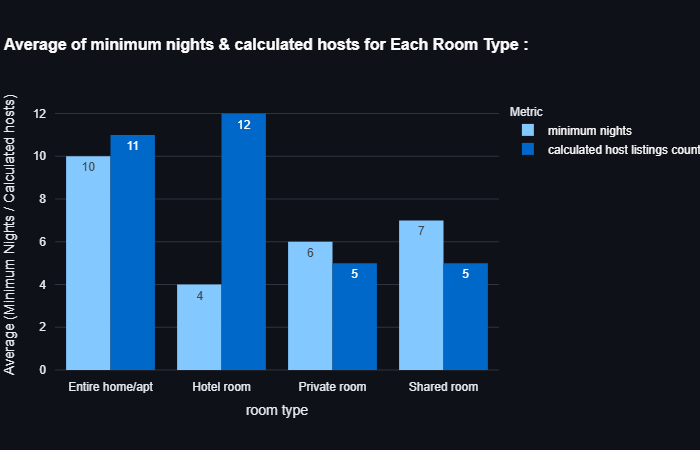 Average of minimum nights & calculated hosts for Each Room Type :
Average (Minimum Nights / Calculated hosts)
12
10
8
6
4
2
0
10
11
4
12
6
5
7
5
Entire home/apt
Hotel room
Private room
Shared room
room type
Metric
minimum nights
calculated host listings count